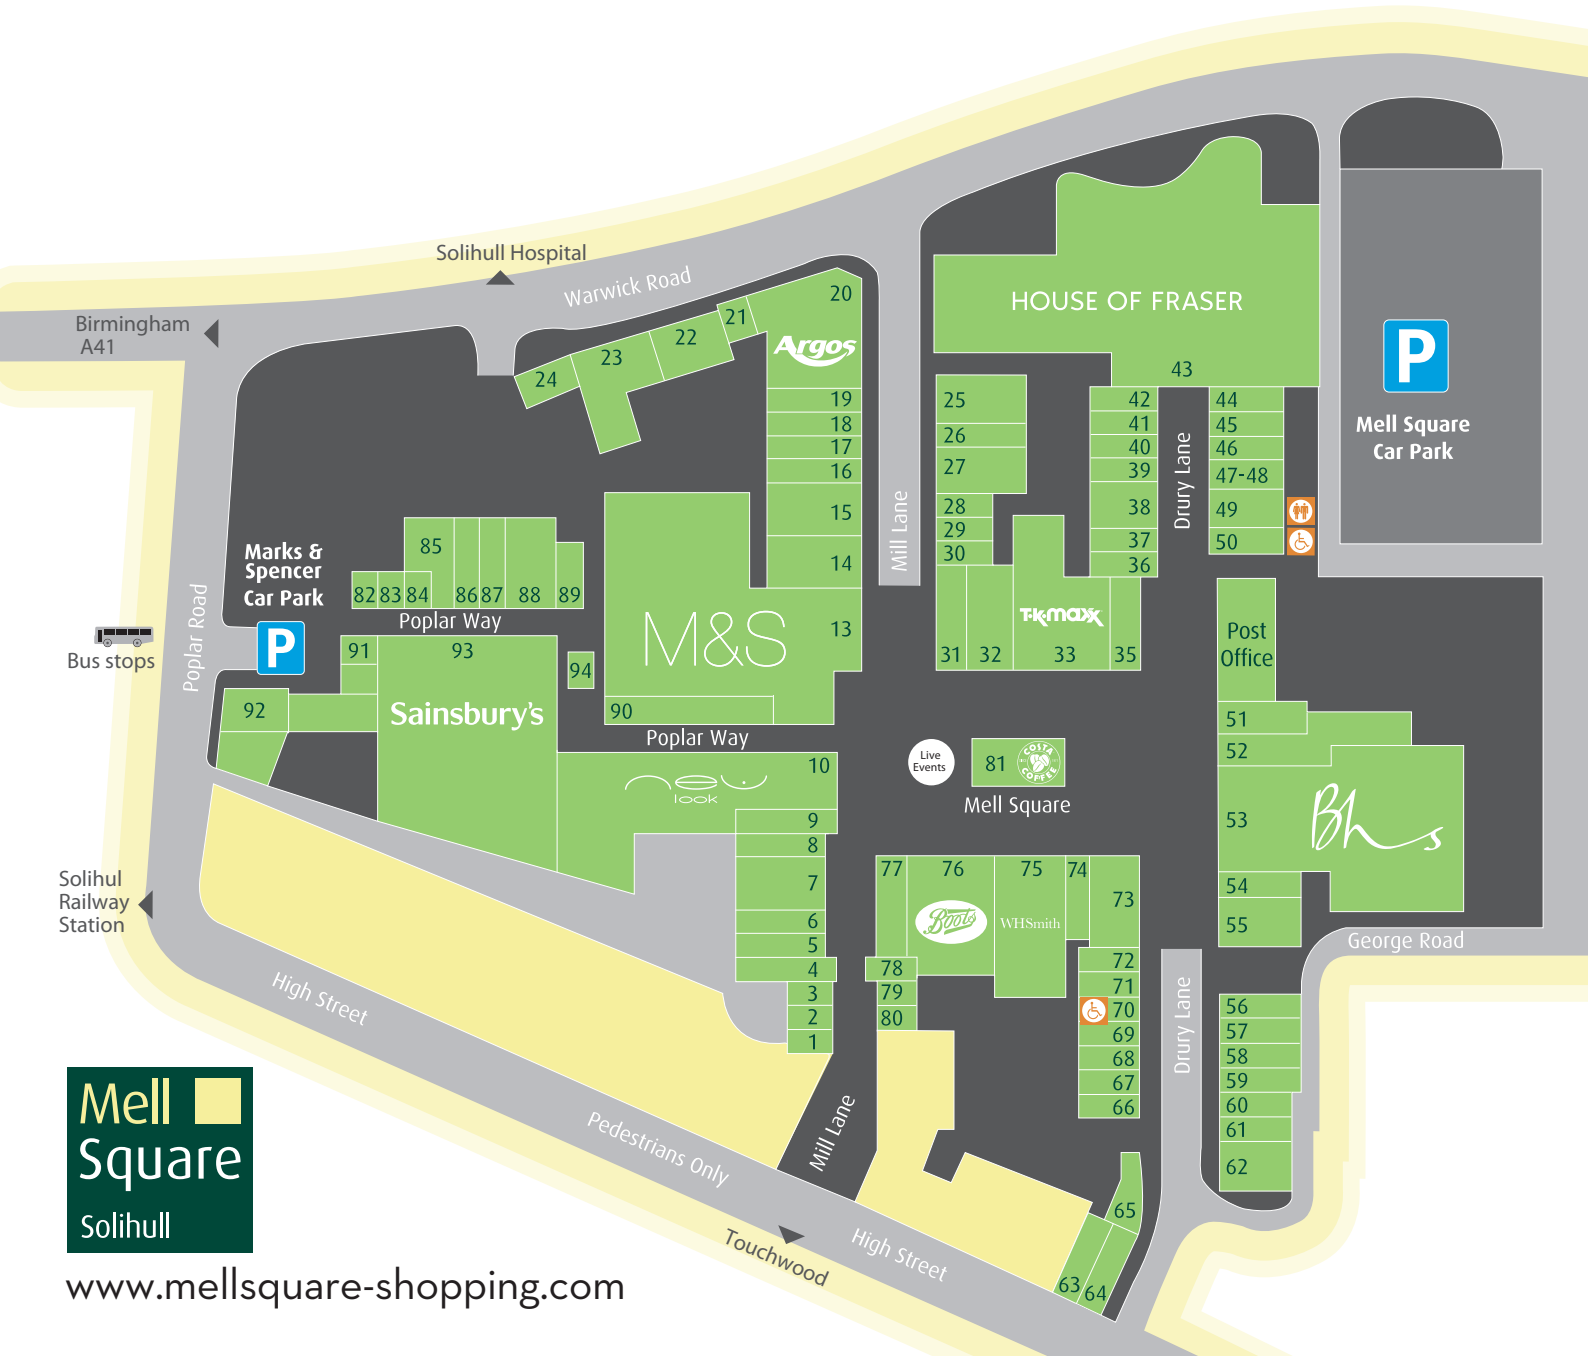 Solihull Hospital
Warwick Road
Birmingham
A41
20
21
22
23
24
Argos
19
18
17
16
15
14
13
M&S
90
HOUSE OF FRASER
43
P
Mell Square
Car Park
25
26
27
28
29
30
31
32
33
35
TK maxx
42
41
40
39
38
37
36
Drury Lane
44
45
46
47-48
49
50
Mill Lane
Marks &
Spencer
Car Park
P
Poplar Road
Bus stops
85
82
83
84
86
87
88
89
Poplar Way
91
92
93
94
Sainsbury's
Poplar Way
10
new
look
9
8
7
6
5
4
3
2
1
Live
Events
81
COSTA
COFFEE
Mell Square
Post
Office
51
52
53
Bhs
54
55
George Road
77
76
75
74
73
Boots
WHSmith
78
79
80
72
71
70
69
68
67
66
Drury Lane
56
57
58
59
60
61
62
65
63
64
Solihul
Railway
Station
High Street
Pedestrians Only
Mill Lane
High Street
Touchwood
Mell
Square
Solihull
www.mellsquare-shopping.com